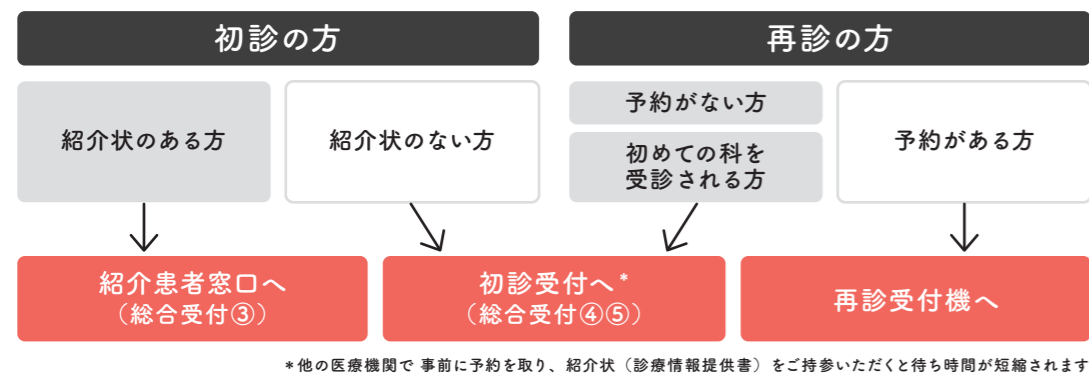 初診の方
再診の方
紹介状のある方
紹介状のない方
予約がない方
初めての科を
受診される方
予約がある方
紹介患者窓口へ
（総合受付③）
初診受付へ*
（総合受付④⑤）
再診受付機へ
*他の医療機関で 事前に予約を取り、紹介状（診療情報提供書）をご持参いただくと待ち時間が短縮されます